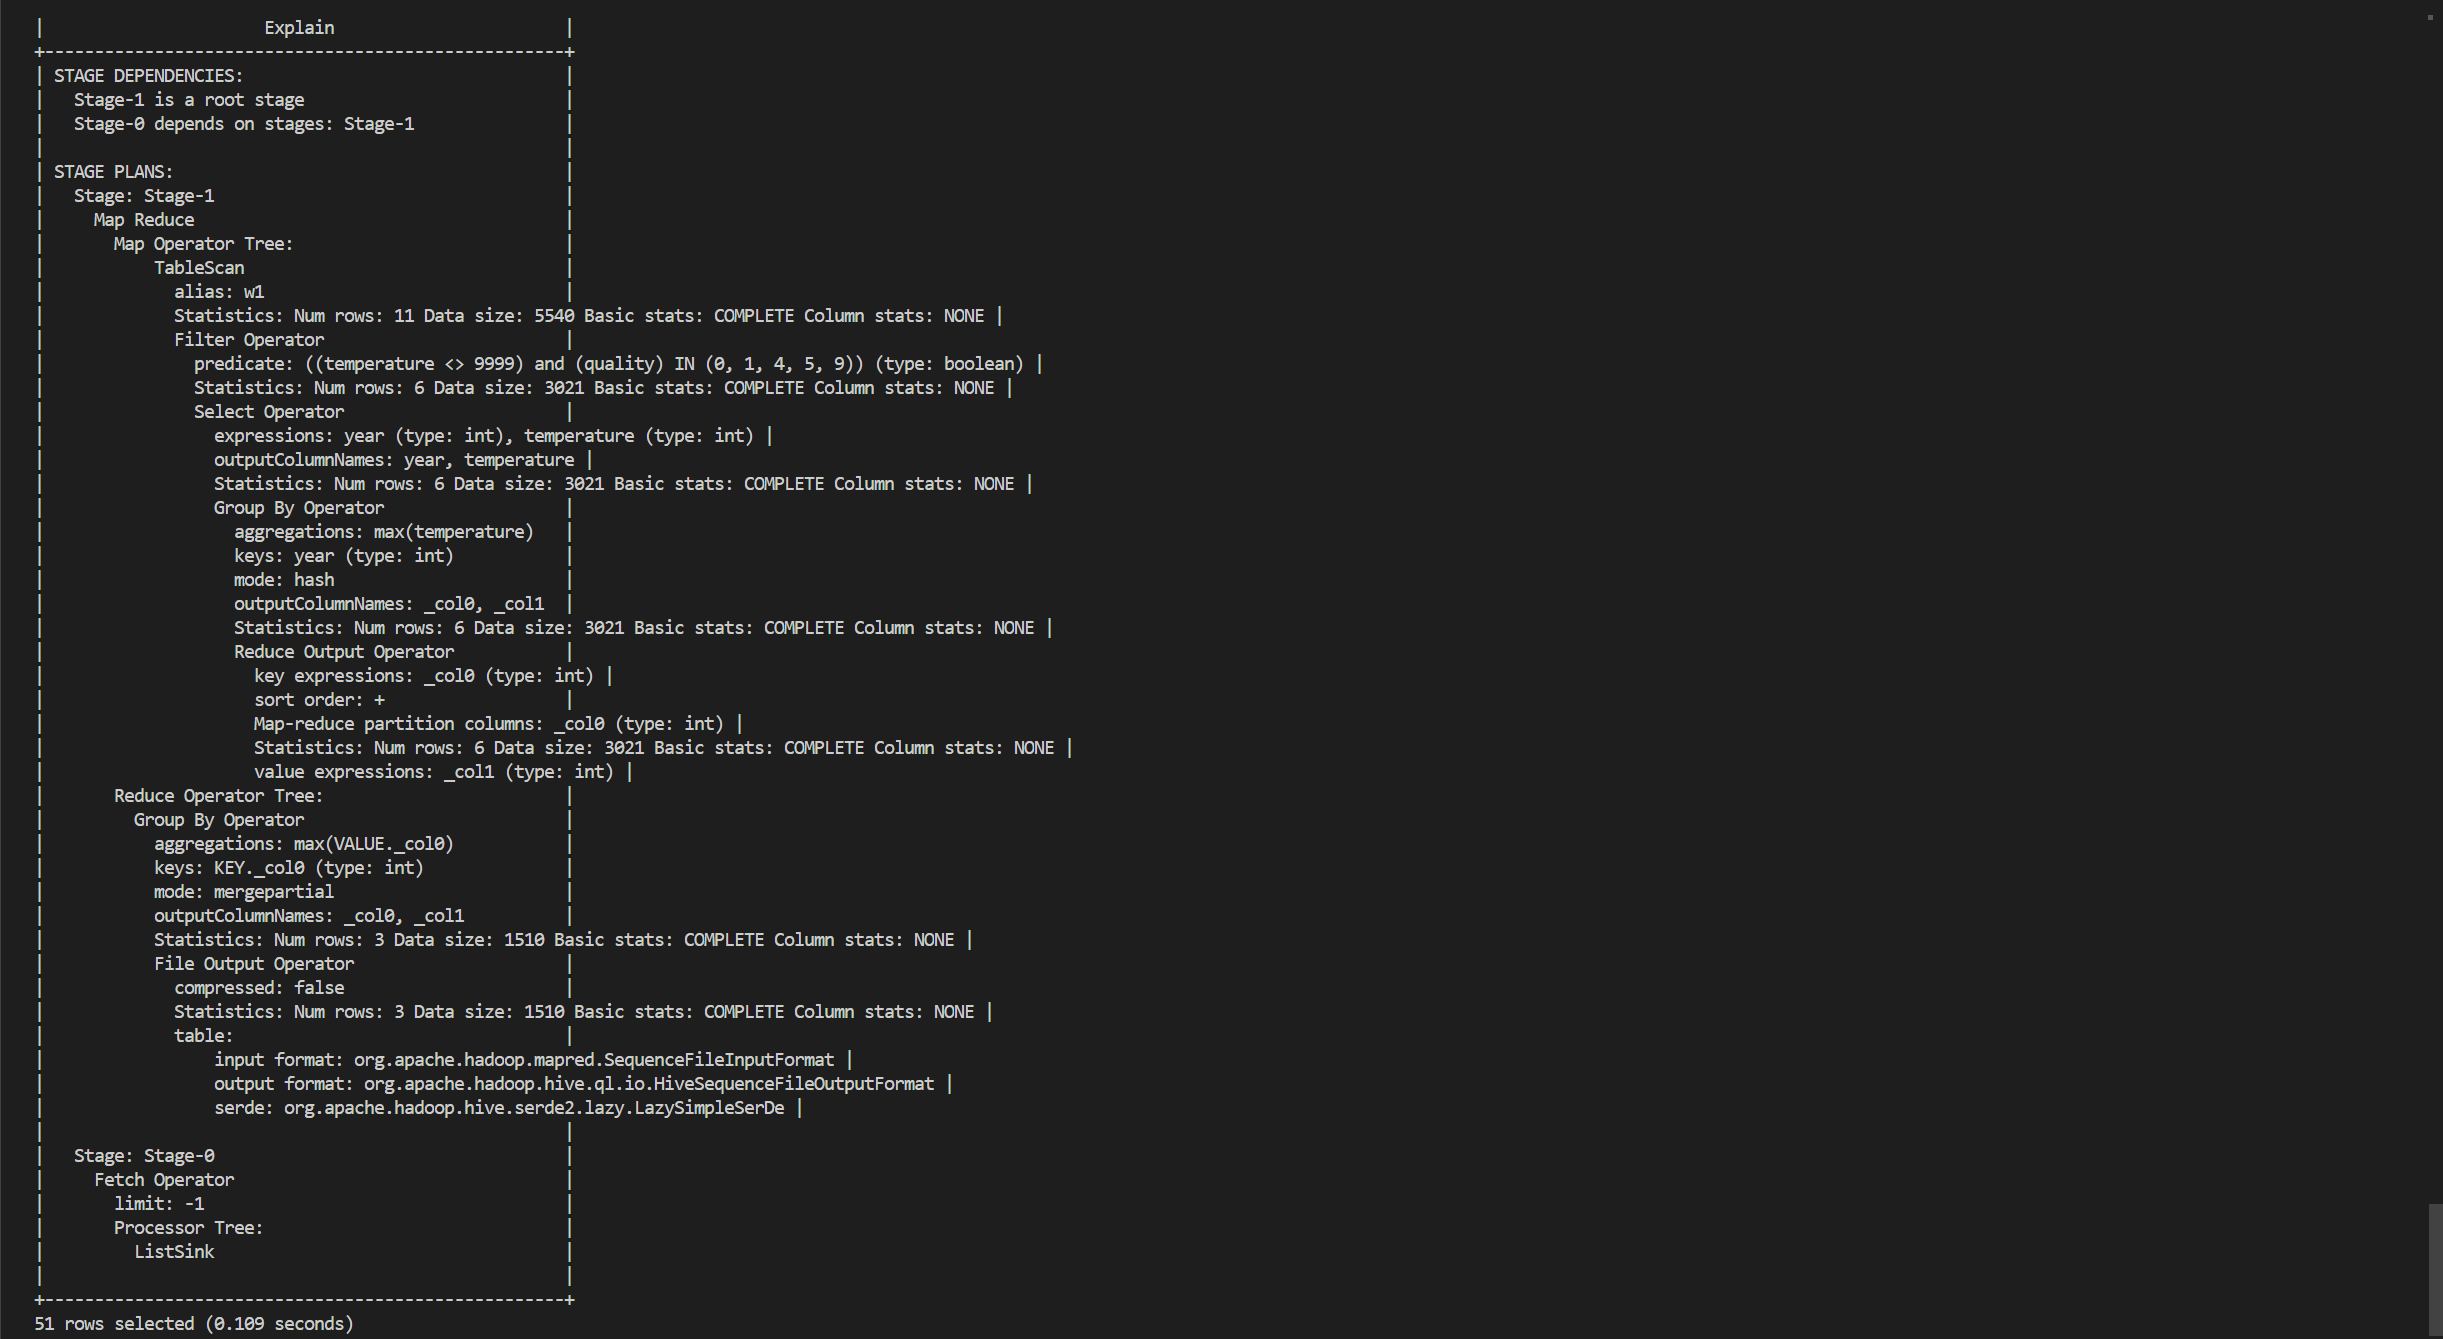 |                       Explain                       |
+----------------------------------------------------+
| STAGE DEPENDENCIES:                                |
|   Stage-1 is a root stage                          |
|   Stage-0 depends on stages: Stage-1               |
|                                                    |
| STAGE PLANS:                                       |
|   Stage: Stage-1                                   |
|     Map Reduce                                     |
|       Map Operator Tree:                           |
|           TableScan                                |
|             alias: w1                              |
|             Statistics: Num rows: 11 Data size: 5540 Basic stats: COMPLETE Column stats: NONE |
|             Filter Operator                        |
|               predicate: ((temperature <> 9999) and (quality) IN (0, 1, 4, 5, 9)) (type: boolean) |
|               Statistics: Num rows: 6 Data size: 3021 Basic stats: COMPLETE Column stats: NONE |
|               Select Operator                      |
|                 expressions: year (type: int), temperature (type: int) |
|                 outputColumnNames: year, temperature |
|                 Statistics: Num rows: 6 Data size: 3021 Basic stats: COMPLETE Column stats: NONE |
|                 Group By Operator                  |
|                   aggregations: max(temperature)   |
|                   keys: year (type: int)           |
|                   mode: hash                       |
|                   outputColumnNames: _col0, _col1  |
|                   Statistics: Num rows: 6 Data size: 3021 Basic stats: COMPLETE Column stats: NONE |
|                   Reduce Output Operator           |
|                     key expressions: _col0 (type: int) |
|                     sort order: +                  |
|                     Map-reduce partition columns: _col0 (type: int) |
|                     Statistics: Num rows: 6 Data size: 3021 Basic stats: COMPLETE Column stats: NONE |
|                     value expressions: _col1 (type: int) |
|       Reduce Operator Tree:                        |
|         Group By Operator                          |
|           aggregations: max(VALUE._col0)           |
|           keys: KEY._col0 (type: int)              |
|           mode: mergepartial                       |
|           outputColumnNames: _col0, _col1          |
|           Statistics: Num rows: 3 Data size: 1510 Basic stats: COMPLETE Column stats: NONE |
|           File Output Operator                     |
|             compressed: false                      |
|             Statistics: Num rows: 3 Data size: 1510 Basic stats: COMPLETE Column stats: NONE |
|             table:                                 |
|                 input format: org.apache.hadoop.mapred.SequenceFileInputFormat |
|                 output format: org.apache.hadoop.hive.ql.io.HiveSequenceFileOutputFormat |
|                 serde: org.apache.hadoop.hive.serde2.lazy.LazySimpleSerDe |
|                                                    |
|   Stage: Stage-0                                   |
|     Fetch Operator                                 |
|       limit: -1                                    |
|       Processor Tree:                              |
|         ListSink                                   |
|                                                    |
+----------------------------------------------------+
51 rows selected (0.109 seconds)